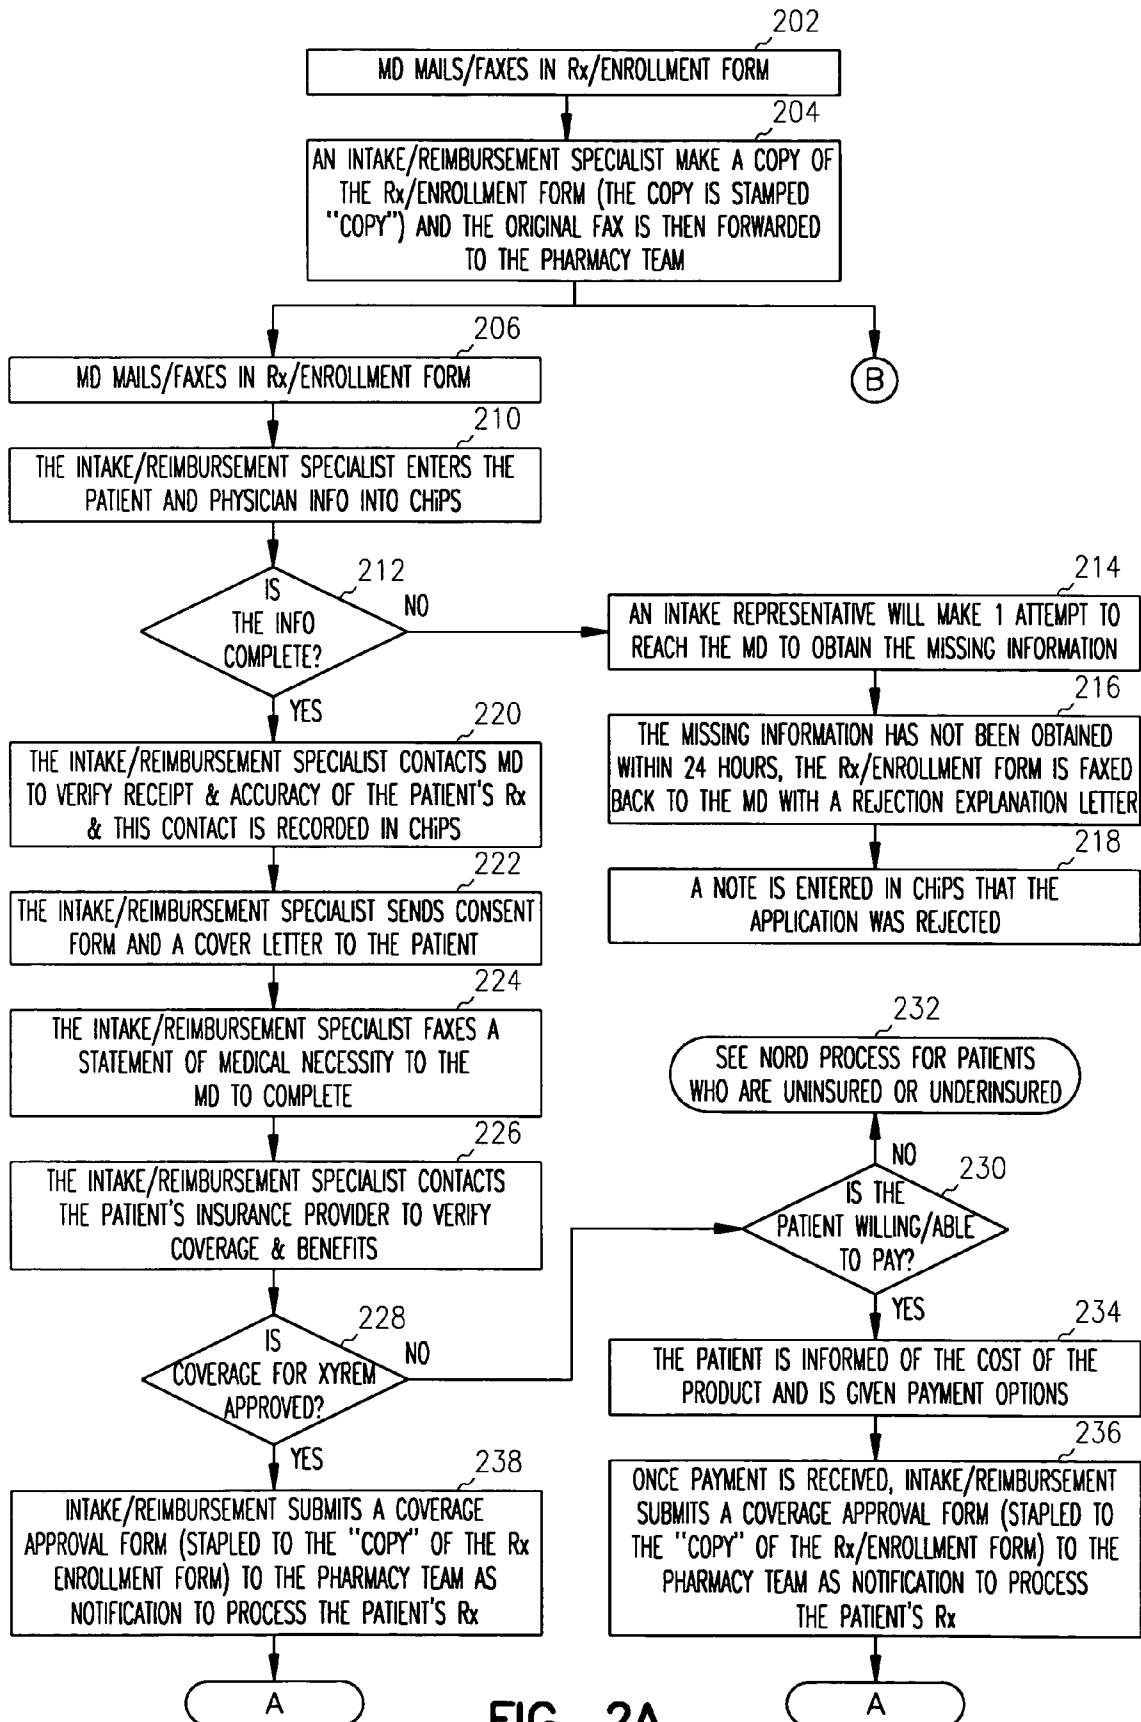 202
MD MAILS/FAXES IN Rx/ENROLLMENT FORM
204
AN INTAKE/REIMBURSEMENT SPECIALIST MAKE A COPY OF
THE Rx/ENROLLMENT FORM (THE COPY IS STAMPED
"COPY") AND THE ORIGINAL FAX IS THEN FORWARDED
TO THE PHARMACY TEAM
206
MD MAILS/FAXES IN Rx/ENROLLMENT FORM
B
210
THE INTAKE/REIMBURSEMENT SPECIALIST ENTERS THE
PATIENT AND PHYSICIAN INFO INTO CHiPS
212
IS
THE INFO
COMPLETE?
NO
YES
214
AN INTAKE REPRESENTATIVE WILL MAKE 1 ATTEMPT TO
REACH THE MD TO OBTAIN THE MISSING INFORMATION
216
THE MISSING INFORMATION HAS NOT BEEN OBTAINED
WITHIN 24 HOURS, THE Rx/ENROLLMENT FORM IS FAXED
BACK TO THE MD WITH A REJECTION EXPLANATION LETTER
218
A NOTE IS ENTERED IN CHiPS THAT THE
APPLICATION WAS REJECTED
220
THE INTAKE/REIMBURSEMENT SPECIALIST CONTACTS MD
TO VERIFY RECEIPT & ACCURACY OF THE PATIENT'S Rx
& THIS CONTACT IS RECORDED IN CHiPS
222
THE INTAKE/REIMBURSEMENT SPECIALIST SENDS CONSENT
FORM AND A COVER LETTER TO THE PATIENT
224
THE INTAKE/REIMBURSEMENT SPECIALIST FAXES A
STATEMENT OF MEDICAL NECESSITY TO THE
MD TO COMPLETE
226
THE INTAKE/REIMBURSEMENT SPECIALIST CONTACTS
THE PATIENT'S INSURANCE PROVIDER TO VERIFY
COVERAGE & BENEFITS
228
IS
COVERAGE FOR XYREM
APPROVED?
NO
YES
232
SEE NORD PROCESS FOR PATIENTS
WHO ARE UNINSURED OR UNDERINSURED
NO
230
IS THE
PATIENT WILLING/ABLE
TO PAY?
YES
234
THE PATIENT IS INFORMED OF THE COST OF THE
PRODUCT AND IS GIVEN PAYMENT OPTIONS
236
ONCE PAYMENT IS RECEIVED, INTAKE/REIMBURSEMENT
SUBMITS A COVERAGE APPROVAL FORM (STAPLED TO
THE "COPY" OF THE Rx/ENROLLMENT FORM) TO THE
PHARMACY TEAM AS NOTIFICATION TO PROCESS
THE PATIENT'S Rx
238
INTAKE/REIMBURSEMENT SUBMITS A COVERAGE
APPROVAL FORM (STAPLED TO THE "COPY" OF THE Rx
ENROLLMENT FORM) TO THE PHARMACY TEAM AS
NOTIFICATION TO PROCESS THE PATIENT'S Rx
A
A
FIG. 2A